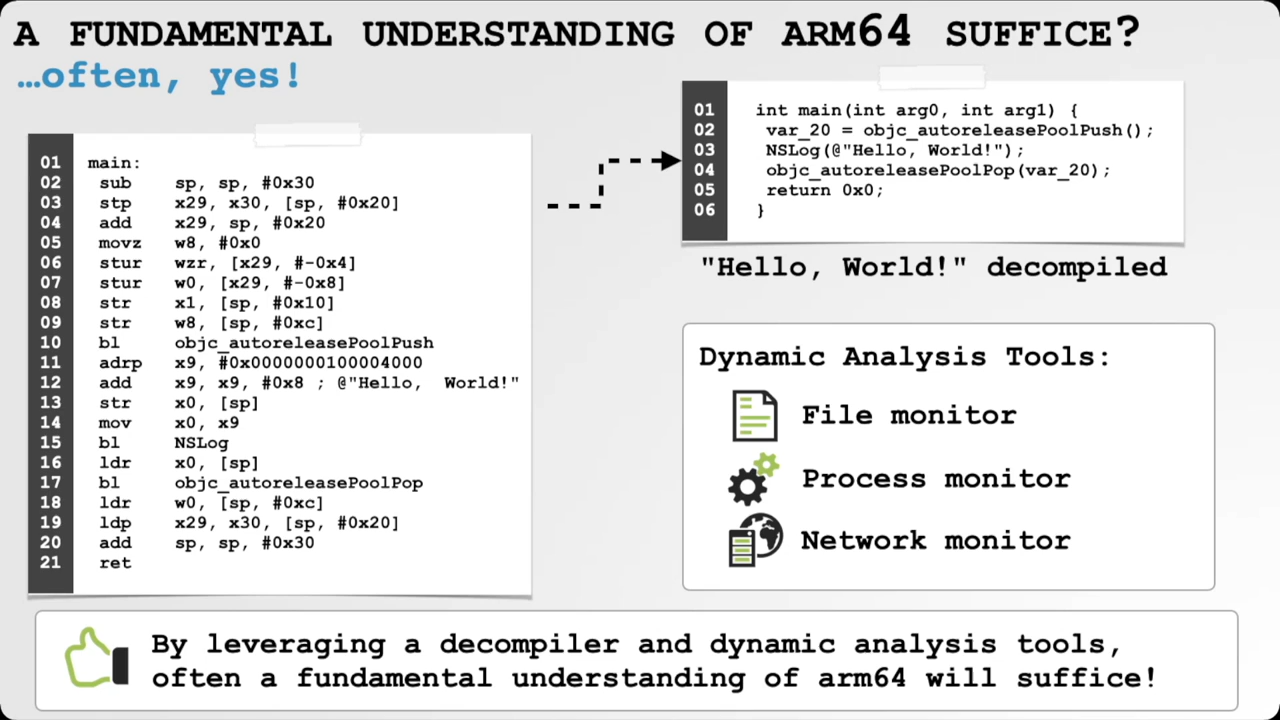 A FUNDAMENTAL UNDERSTANDING OF ARM64 SUFFICE?
…often, yes!
01 main:
02 sub sp, sp, #0x30
03 stp x29, x30, [sp, #0x20]
04 add x29, sp, #0x20
05 movz w8, #0x0
06 stur wzr, [x29, #-0x4]
07 stur w0, [x29, #-0x8]
08 str x1, [sp, #0x10]
09 str w8, [sp, #0xc]
10 bl objc_autoreleasePoolPush
11 adrp x9, #0x0000000100004000
12 add x9, x9, #0x8 ; @"Hello, World!"
13 str x0, [sp]
14 mov x0, x9
15 bl NSLog
16 ldr x0, [sp]
17 bl objc_autoreleasePoolPop
18 ldr w0, [sp, #0xc]
19 ldp x29, x30, [sp, #0x20]
20 add sp, sp, #0x30
21 ret
01 int main(int arg0, int arg1) {
02 var_20 = objc_autoreleasePoolPush();
03 NSLog(@"Hello, World!");
04 objc_autoreleasePoolPop(var_20);
05 return 0x0;
06 }
"Hello, World!" decompiled
Dynamic Analysis Tools:
File monitor
Process monitor
Network monitor
By leveraging a decompiler and dynamic analysis tools,
often a fundamental understanding of arm64 will suffice!